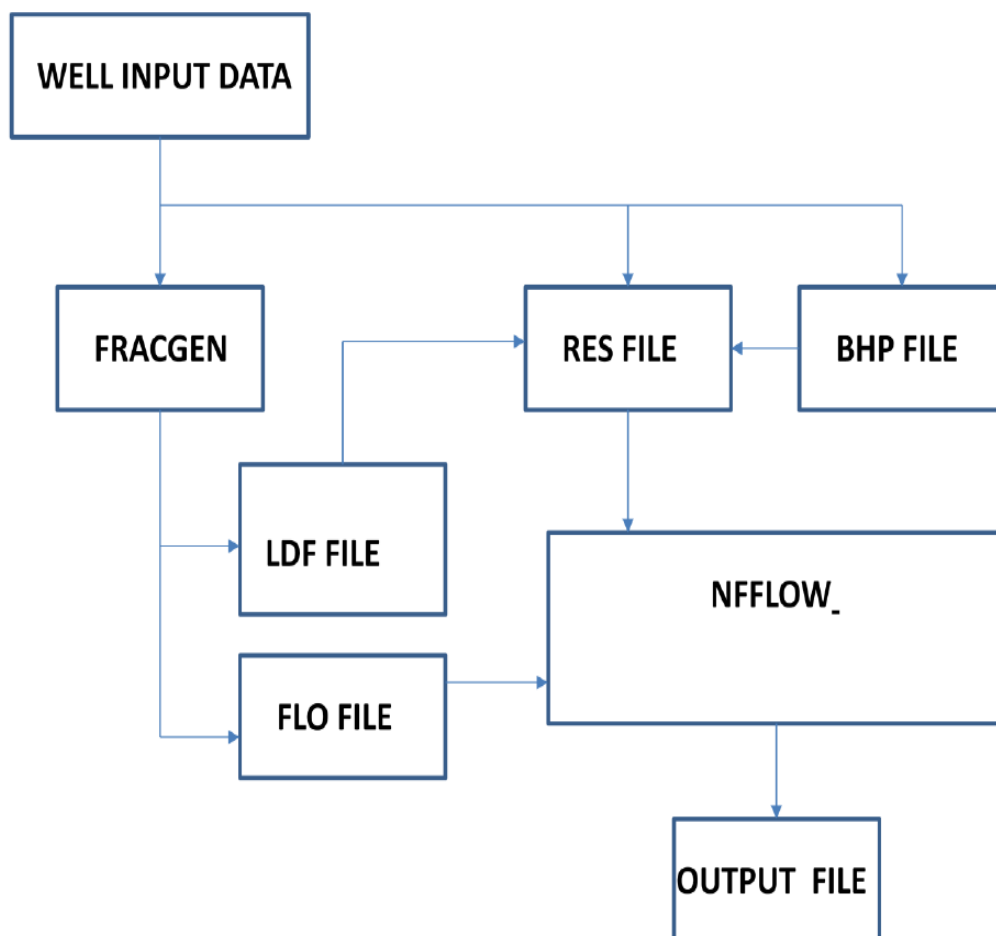 WELL INPUT DATA
FRACGEN
RES FILE
BHP FILE
LDF FILE
NFFLOW_
FLO FILE
OUTPUT FILE